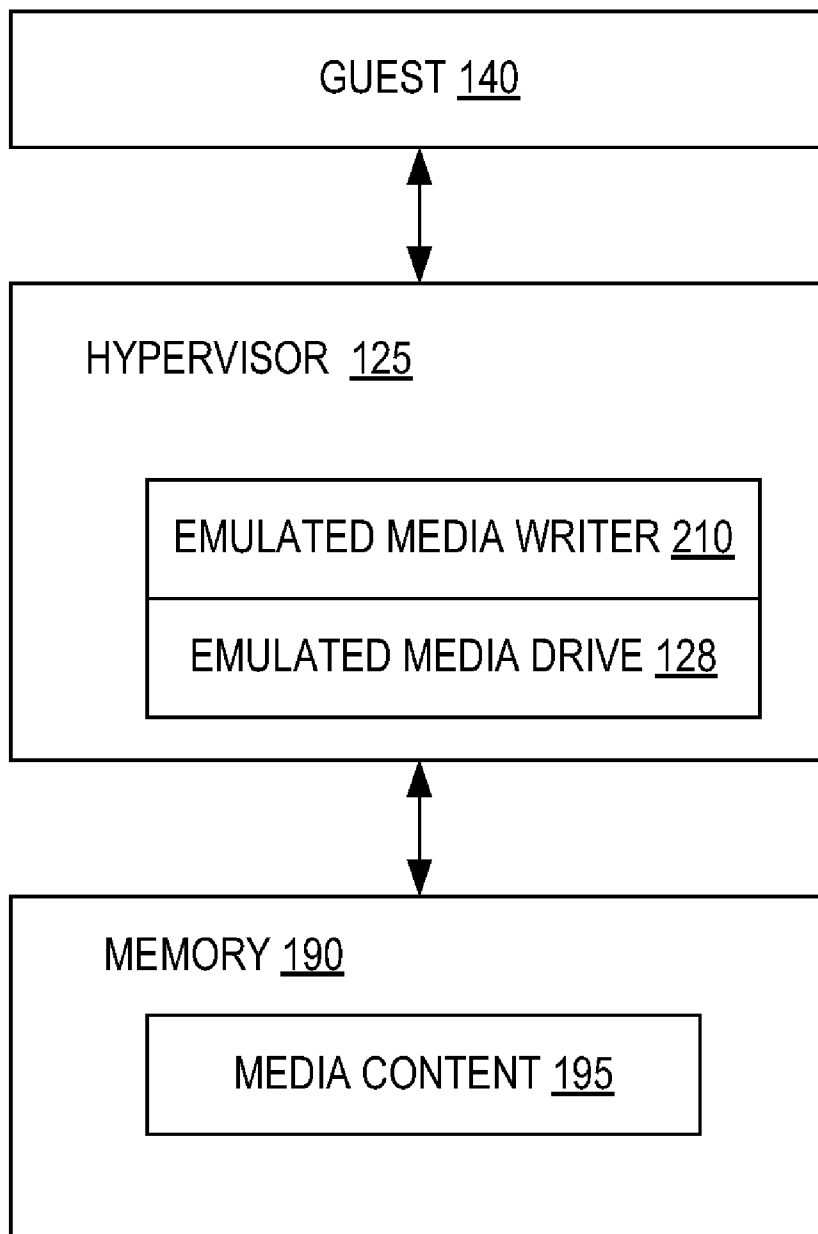 GUEST 140
HYPERVISOR 125
EMULATED MEDIA WRITER 210
EMULATED MEDIA DRIVE 128
MEMORY 190
MEDIA CONTENT 195